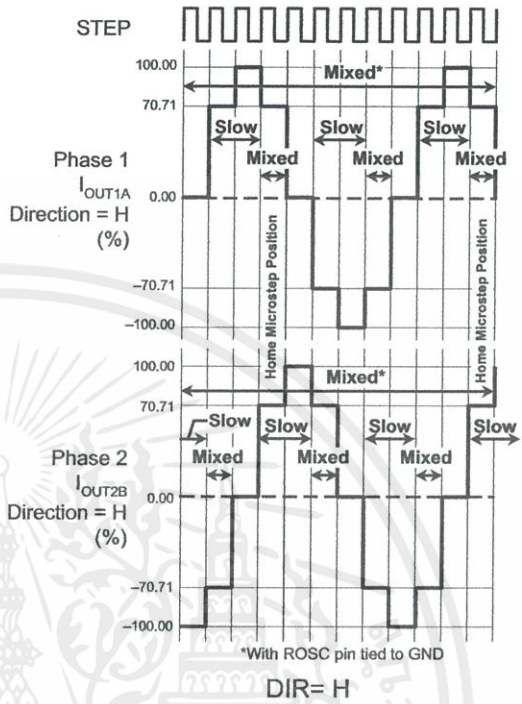 STEP
100.00
Mixed*
70.71
Slow
Slow
Slow
Phase 1
IOUT1A
Direction = H
(%)
Mixed
Mixed
Mixed
0.00
Home Microstep Position
Home Microstep Position
–70.71
–100.00
100.00
Mixed*
70.71
Slow
Slow
Slow
Slow
Phase 2
IOUT2B
Direction = H
(%)
Mixed
Mixed
Mixed
0.00
–70.71
–100.00
*With ROSC pin tied to GND
DIR= H